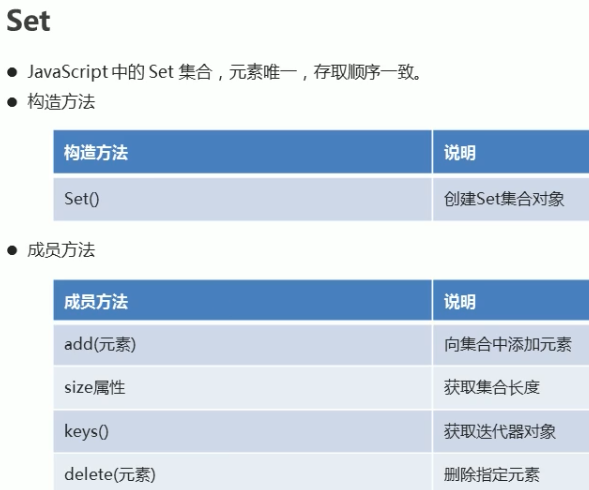 Set
● JavaScript 中的 Set 集合，元素唯一，存取顺序一致。
● 构造方法
构造方法 说明
Set() 创建Set集合对象
● 成员方法
成员方法 说明
add(元素) 向集合中添加元素
size属性 获取集合长度
keys() 获取迭代器对象
delete(元素) 删除指定元素